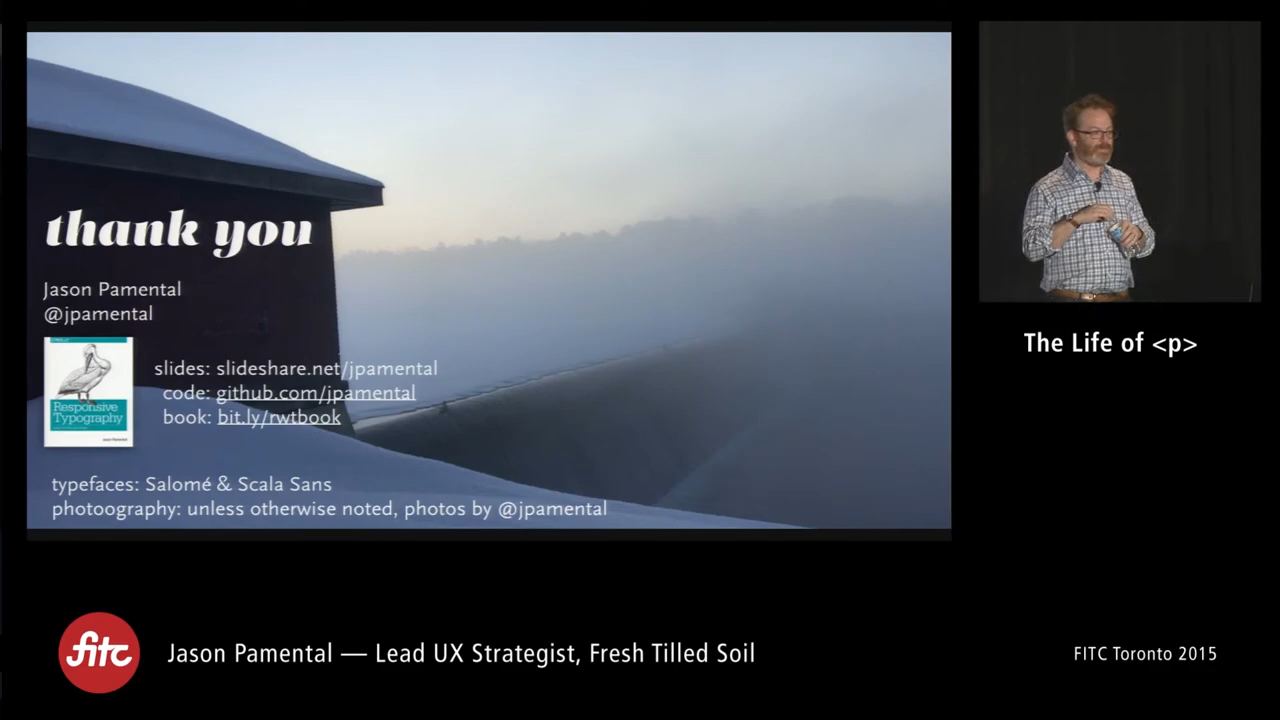 thank you
Jason Pamental
@jpamental
Responsive
Typography
slides: slideshare.net/jpamental
code: github.com/jpamental
book: bit.ly/rwtbook
typefaces: Salomé & Scala Sans
photoography: unless otherwise noted, photos by @jpamental
The Life of <p>
fitc
Jason Pamental — Lead UX Strategist, Fresh Tilled Soil
FITC Toronto 2015